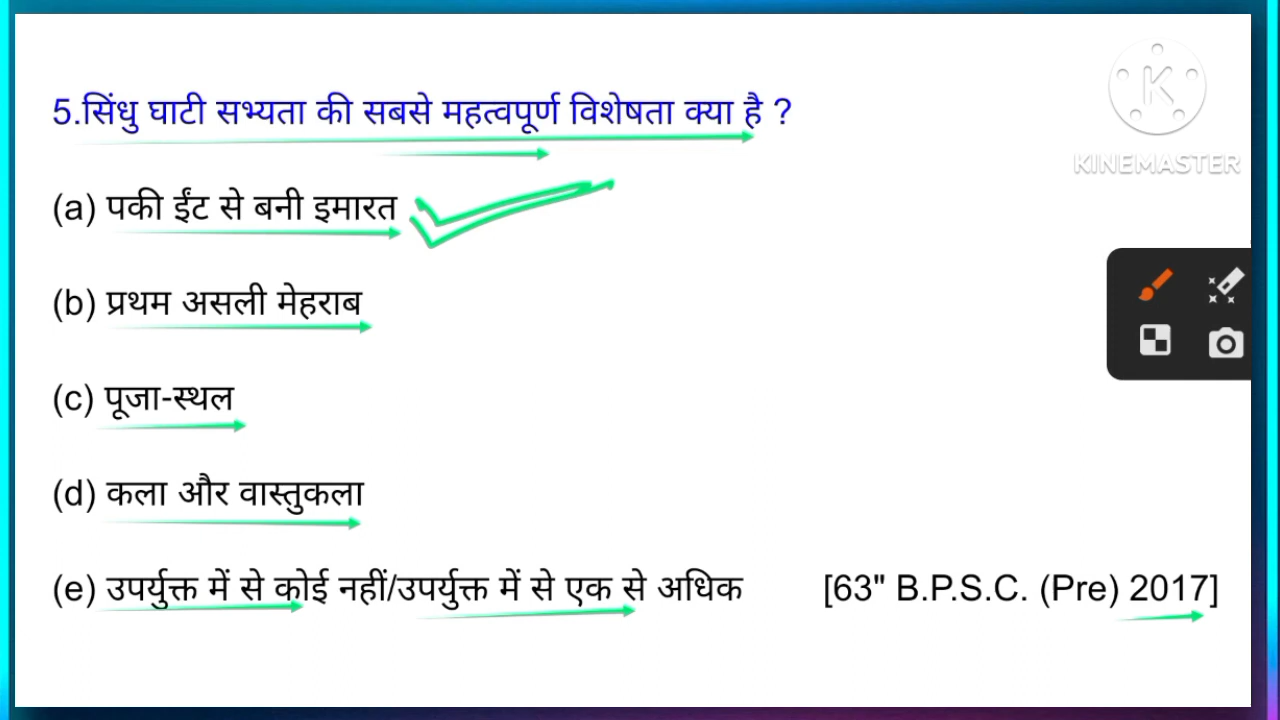 5.सिंधु घाटी सभ्यता की सबसे महत्वपूर्ण विशेषता क्या है ?
K
KINEMASTER
(a) पकी ईंट से बनी इमारत
(b) प्रथम असली मेहराब
(c) पूजा-स्थल
(d) कला और वास्तुकला
(e) उपर्युक्त में से कोई नहीं/उपर्युक्त में से एक से अधिक [63" B.P.S.C. (Pre) 2017]